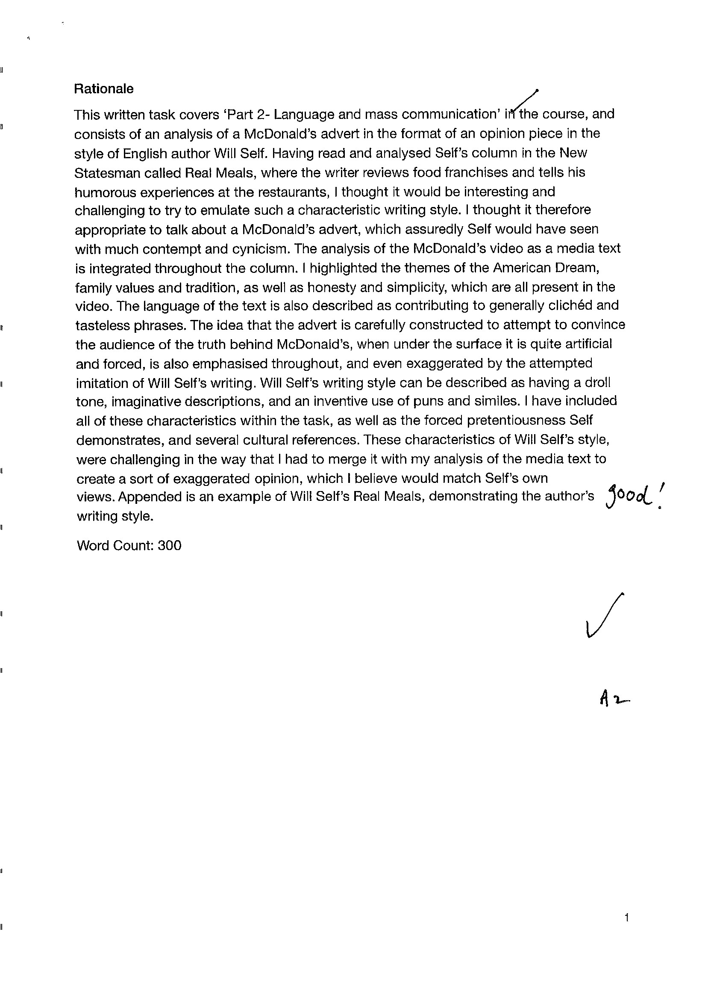 Rationale
This written task covers ‘Part 2- Language and mass communication’ in the course, and
consists of an analysis of a McDonald’s advert in the format of an opinion piece in the
style of English author Will Self. Having read and analysed Self’s column in the New
Statesman called Real Meals, where the writer reviews food franchises and tells his
humorous experiences at the restaurants, I thought it would be interesting and
challenging to try to emulate such a characteristic writing style. I thought it therefore
appropriate to talk about a McDonald’s advert, which assuredly Self would have seen
with much contempt and cynicism. The analysis of the McDonald’s video as a media text
is integrated throughout the column. I highlighted the themes of the American Dream,
family values and tradition, as well as honesty and simplicity, which are all present in the
video. The language of the text is also described as contributing to generally clichéd and
tasteless phrases. The idea that the advert is carefully constructed to attempt to convince
the audience of the truth behind McDonald’s, when under the surface it is quite artificial
and forced, is also emphasised throughout, and even exaggerated by the attempted
imitation of Will Self’s writing. Will Self’s writing style can be described as having a droll
tone, imaginative descriptions, and an inventive use of puns and similes. I have included
all of these characteristics within the task, as well as the forced pretentiousness Self
demonstrates, and several cultural references. These characteristics of Will Self’s style,
were challenging in the way that I had to merge it with my analysis of the media text to
create a sort of exaggerated opinion, which I believe would match Self’s own
views. Appended is an example of Will Self’s Real Meals, demonstrating the author’s good!
writing style.
Word Count: 300
A2
1